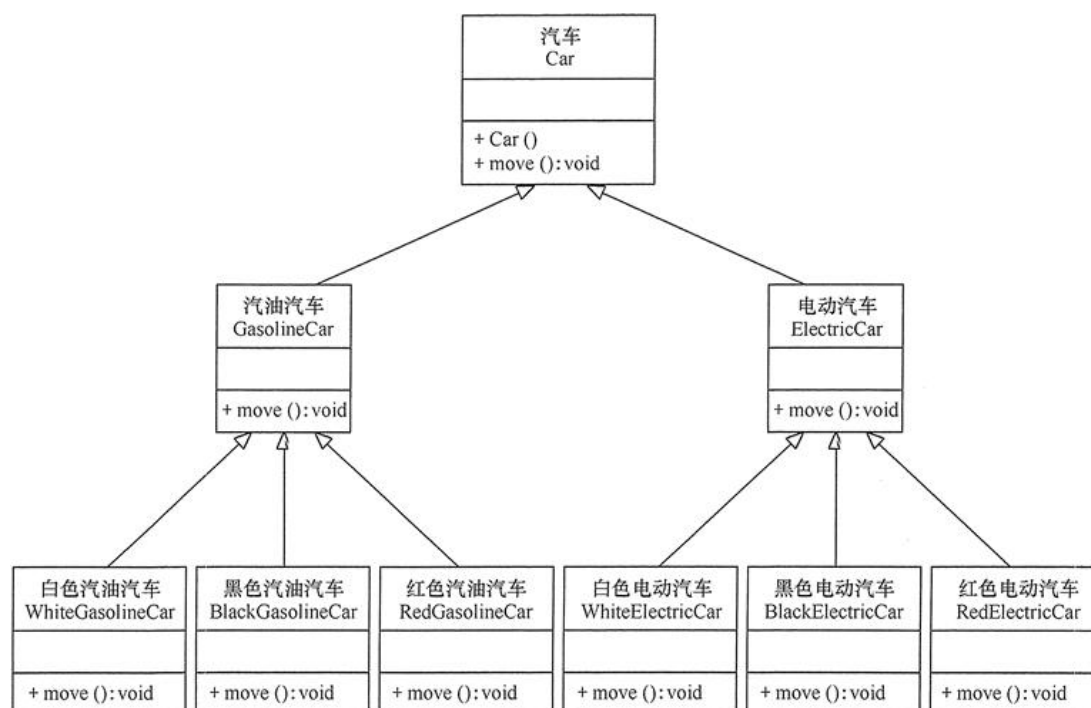 汽车
Car
+ Car ()
+ move (): void
汽油汽车
GasolineCar
+ move (): void
电动汽车
ElectricCar
+ move (): void
白色汽油汽车
WhiteGasolineCar
+ move (): void
黑色汽油汽车
BlackGasolineCar
+ move (): void
红色汽油汽车
RedGasolineCar
+ move (): void
白色电动汽车
WhiteElectricCar
+ move (): void
黑色电动汽车
BlackElectricCar
+ move (): void
红色电动汽车
RedElectricCar
+ move (): void